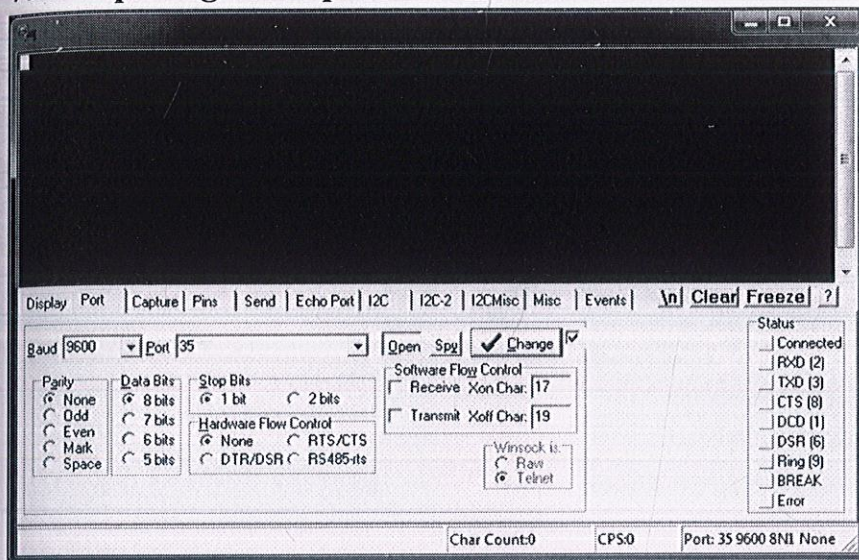 Display Port Capture Pins Send Echo Port I2C I2C-2 I2CMisc Misc Events \n Clear Freeze ?
Baud 9600 Port 35 Open Spy Change
Status
Connected
RXD (2)
TXD (3)
CTS (8)
DCD (1)
DSR (6)
Ring (9)
BREAK
Error
Parity
None
Odd
Even
Mark
Space
Data Bits
8 bits
7 bits
6 bits
5 bits
Stop Bits
1 bit 2 bits
Hardware Flow Control
None RTS/CTS
DTR/DSR RS485-rts
Software Flow Control
Receive Xon Char: 17
Transmit Xoff Char: 19
Winsock is:
Raw
Telnet
Char Count:0 CPS:0 Port: 35 9600 8N1 None